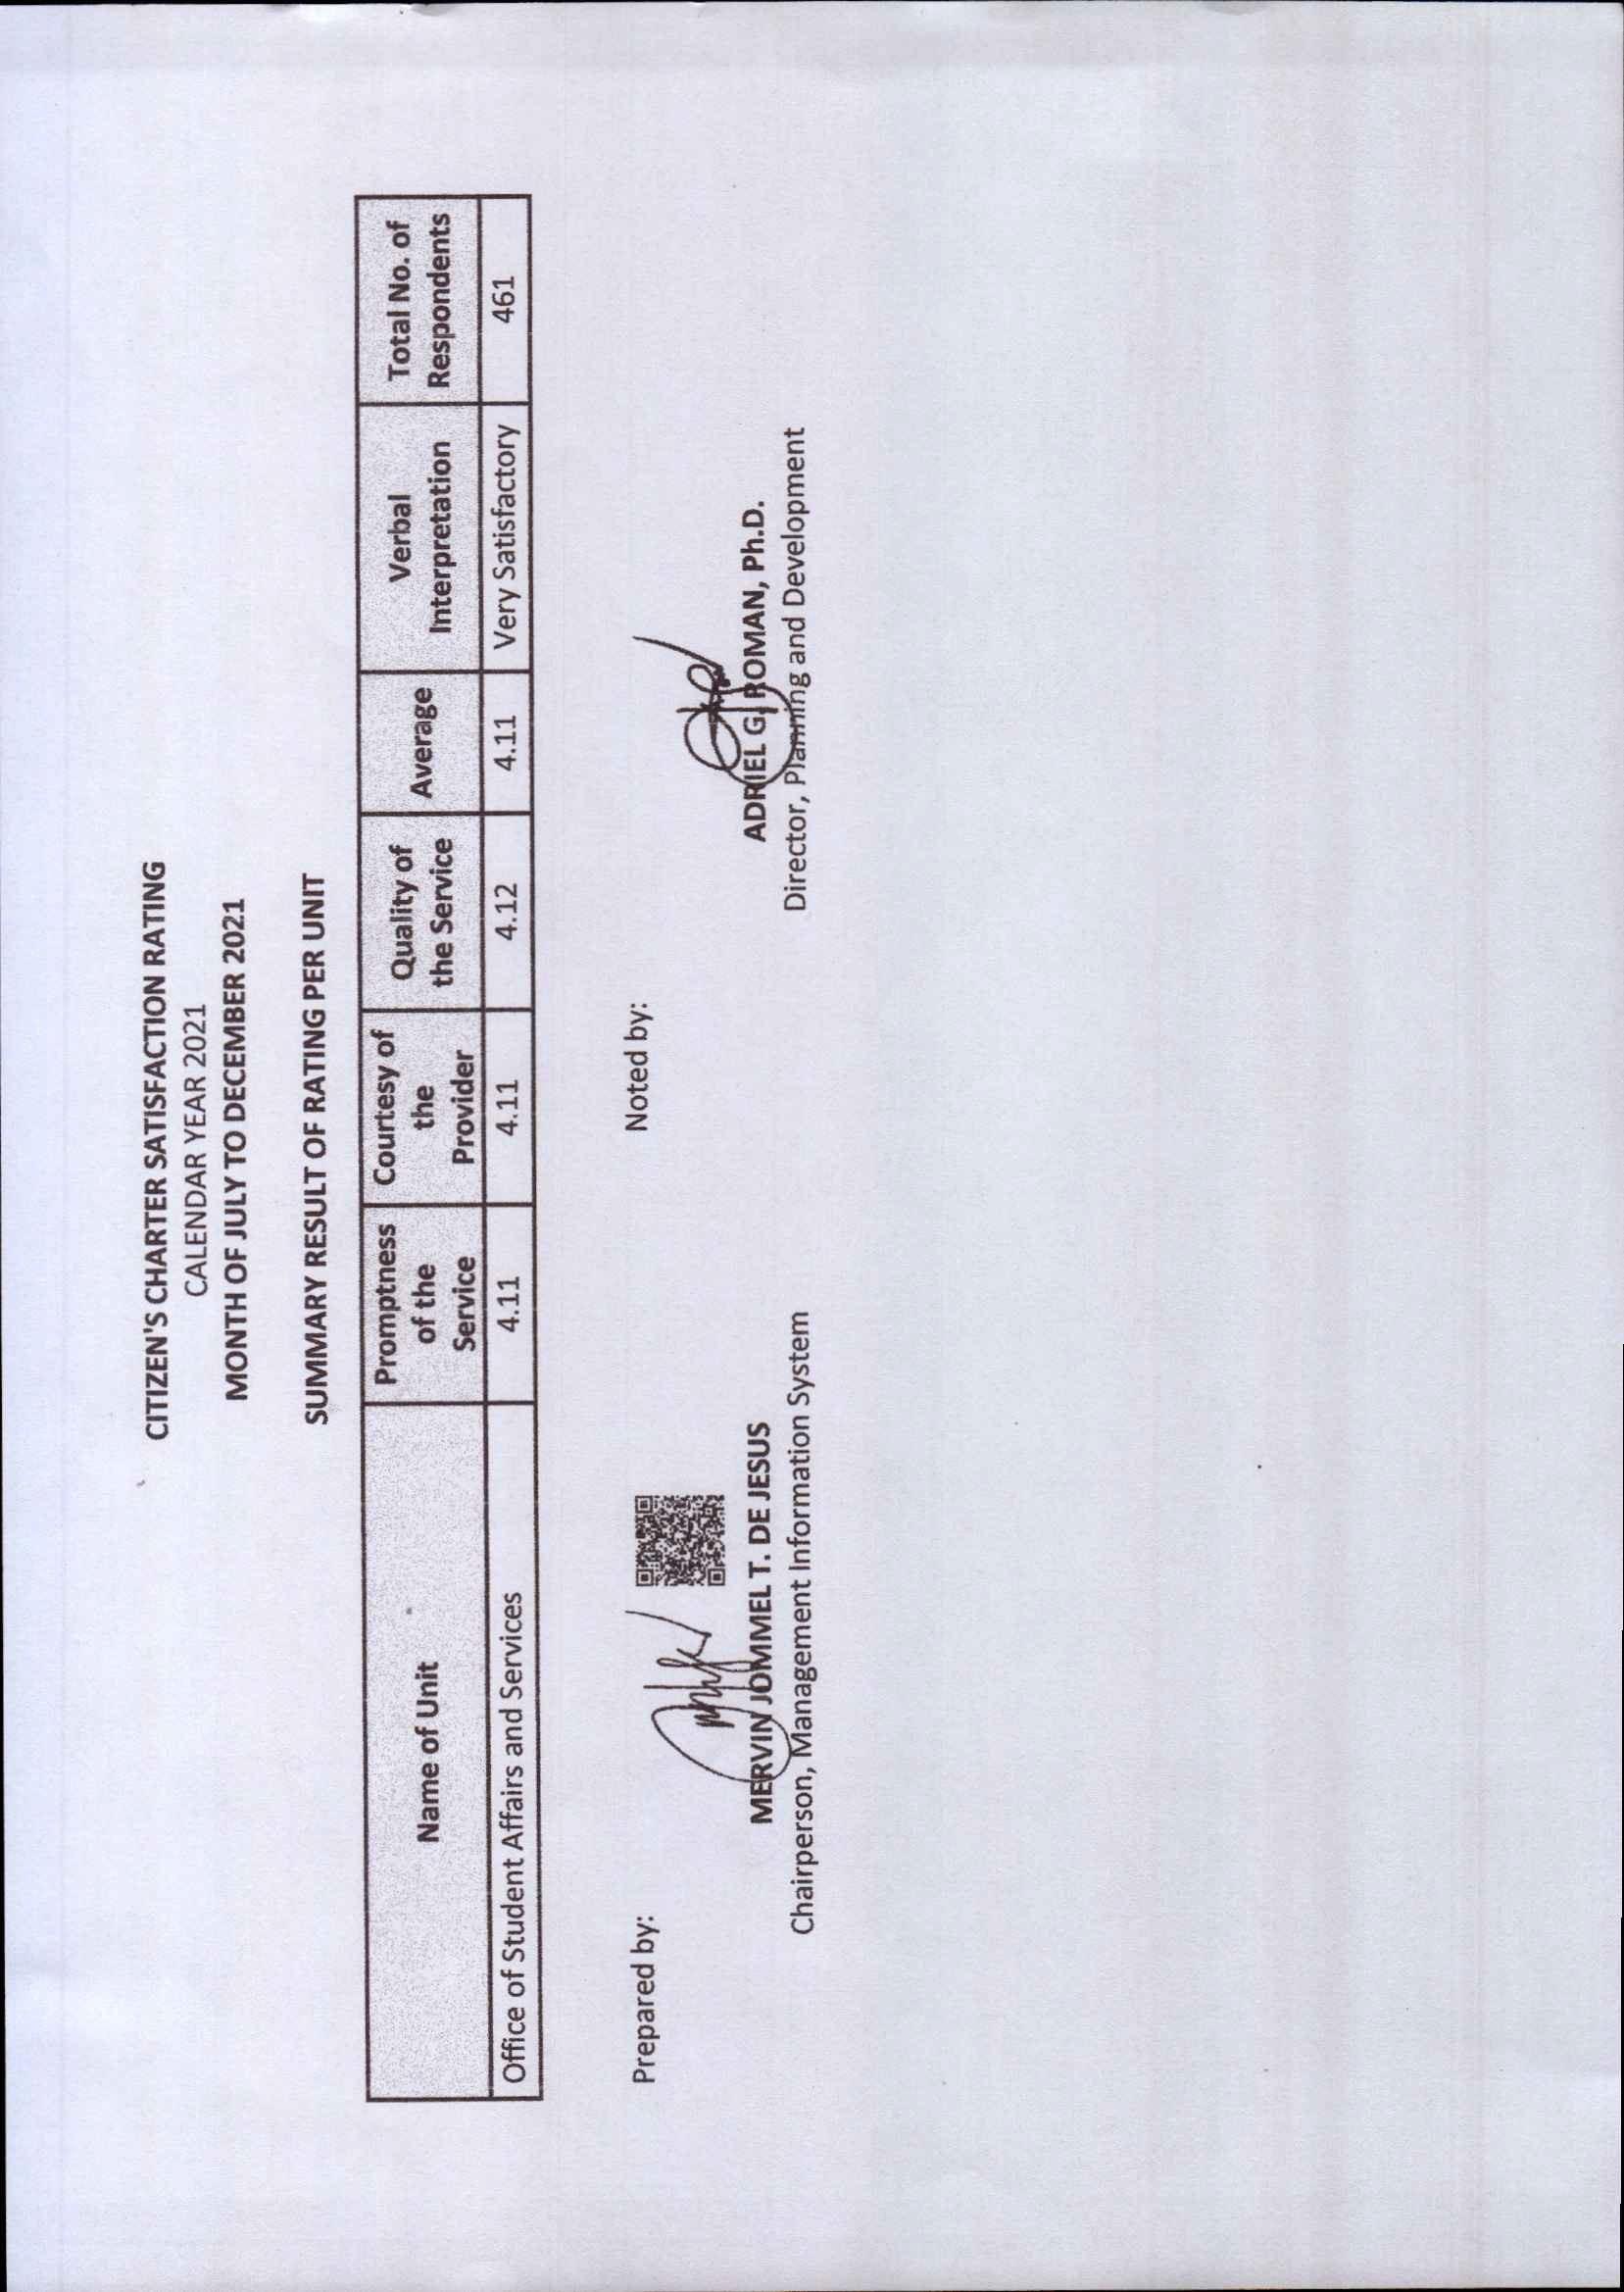 CITIZEN'S CHARTER SATISFACTION RATING
CALENDAR YEAR 2021
MONTH OF JULY TO DECEMBER 2021
SUMMARY RESULT OF RATING PER UNIT
Name of Unit
Promptness of the Service
Courtesy of the Provider
Quality of the Service
Average
Verbal Interpretation
Total No. of Respondents
Office of Student Affairs and Services 4.11 4.11 4.12 4.11 Very Satisfactory 461
Prepared by:
MERVIN JOMMEL T. DE JESUS
Chairperson, Management Information System
Noted by:
ADRIEL G. ROMAN, Ph.D.
Director, Planning and Development